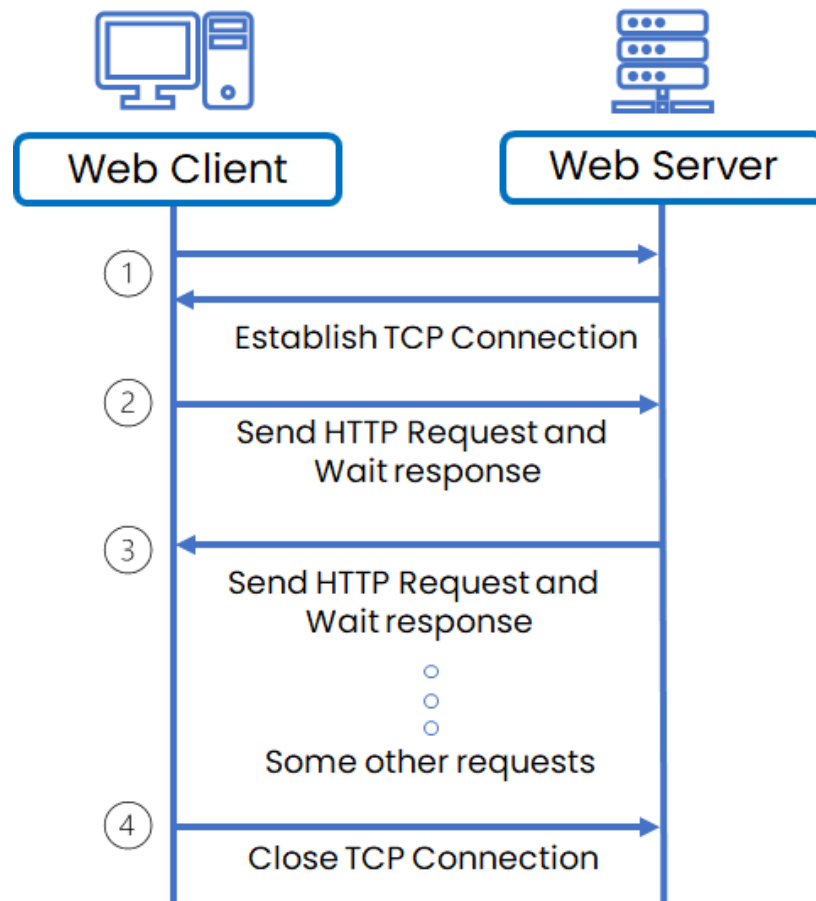 Web Client
Web Server
1
Establish TCP Connection
2
Send HTTP Request and
Wait response
3
Send HTTP Request and
Wait response
Some other requests
4
Close TCP Connection